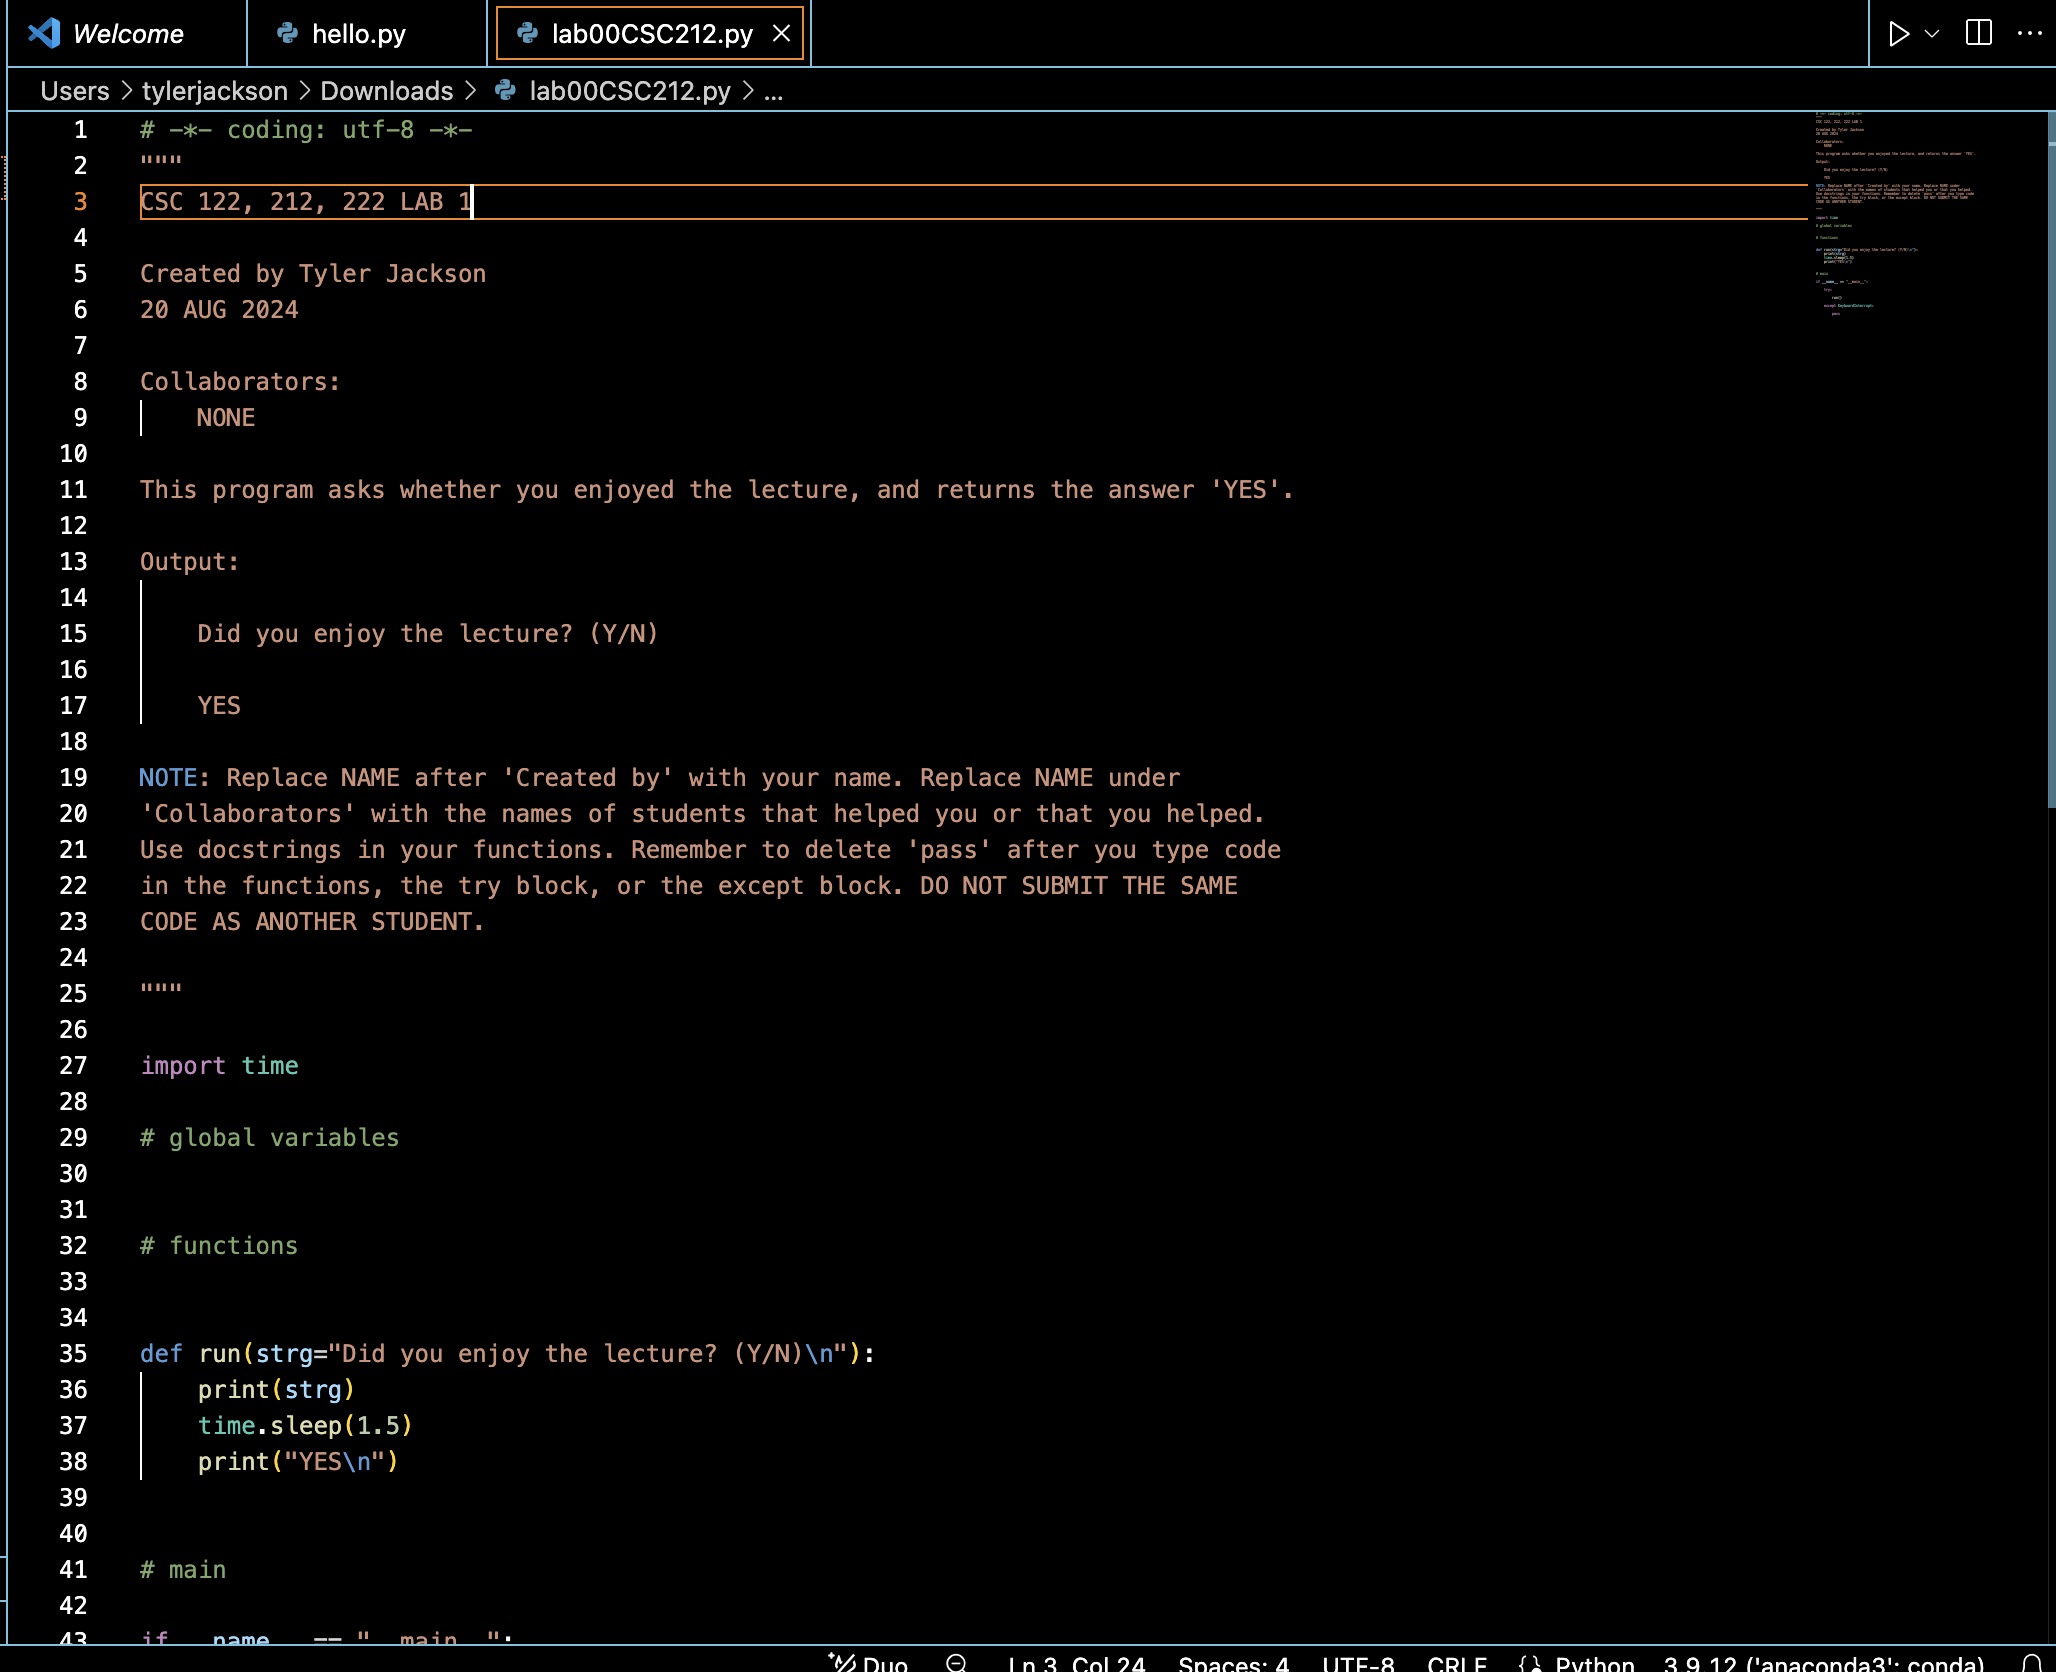 Welcome
hello.py
lab00CSC212.py
Users > tylerjackson > Downloads > lab00CSC212.py > ...
1 # -*- coding: utf-8 -*-
2 """
3 CSC 122, 212, 222 LAB 1
4
5 Created by Tyler Jackson
6 20 AUG 2024
7
8 Collaborators:
9 NONE
10
11 This program asks whether you enjoyed the lecture, and returns the answer 'YES'.
12
13 Output:
14
15 Did you enjoy the lecture? (Y/N)
16
17 YES
18
19 NOTE: Replace NAME after 'Created by' with your name. Replace NAME under
20 'Collaborators' with the names of students that helped you or that you helped.
21 Use docstrings in your functions. Remember to delete 'pass' after you type code
22 in the functions, the try block, or the except block. DO NOT SUBMIT THE SAME
23 CODE AS ANOTHER STUDENT.
24
25 """
26
27 import time
28
29 # global variables
30
31
32 # functions
33
34
35 def run(strg="Did you enjoy the lecture? (Y/N)\n"):
36 print(strg)
37 time.sleep(1.5)
38 print("YES\n")
39
40
41 # main
42
43 if __name__ == "__main__":
Duo Ln 3, Col 24 Spaces: 4 UTF-8 CRLF {} Python 3.9.12 ('anaconda3': conda)